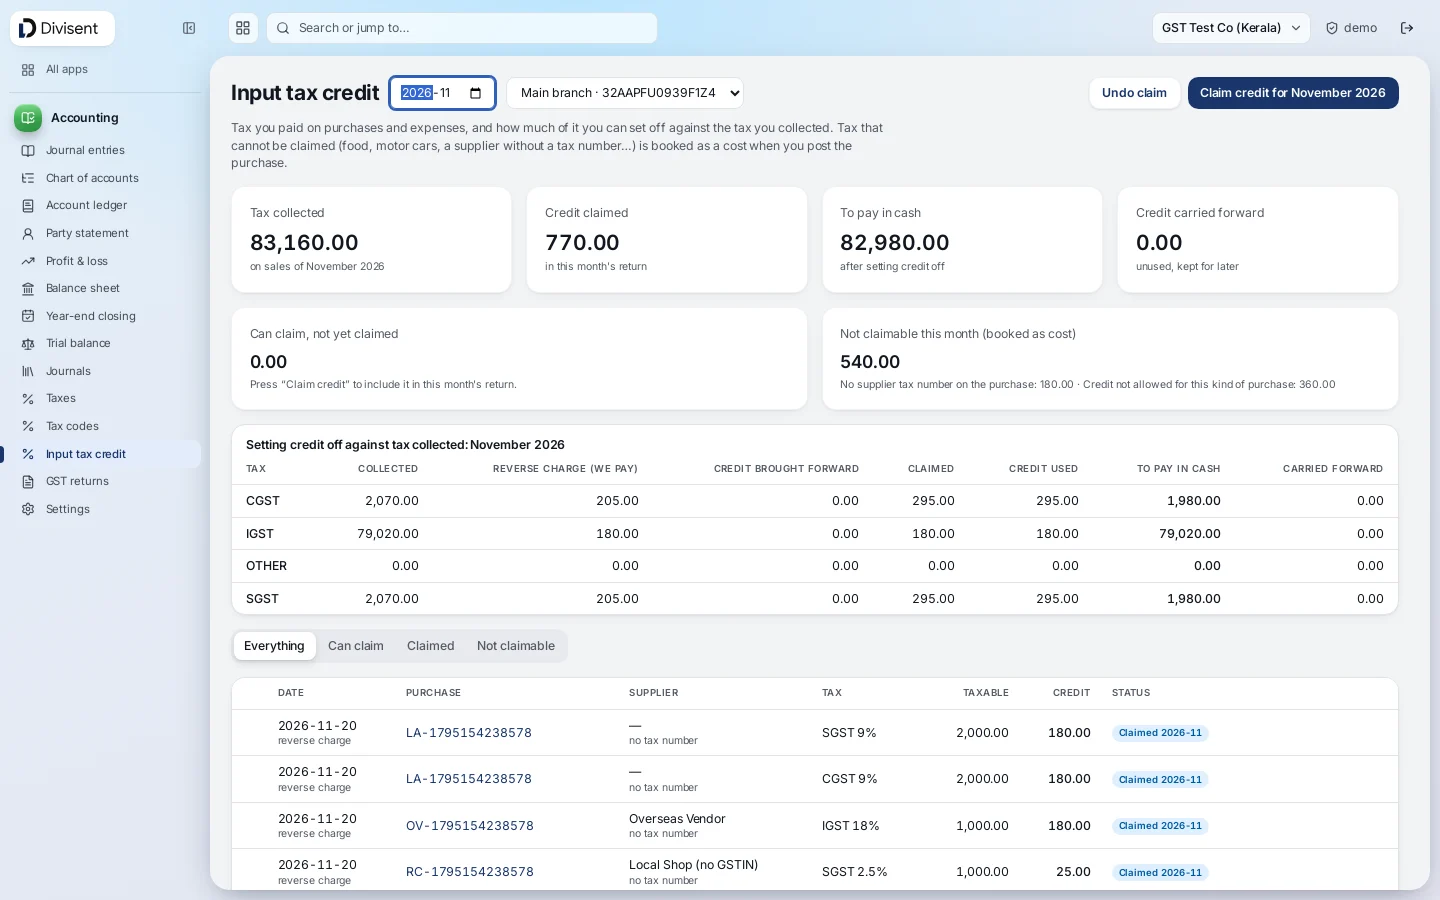 Divisent
Search or jump to...
GST Test Co (Kerala)
demo
All apps
Accounting
Journal entries
Chart of accounts
Account ledger
Party statement
Profit & loss
Balance sheet
Year-end closing
Trial balance
Journals
Taxes
Tax codes
Input tax credit
GST returns
Settings
Input tax credit
2026-11
Main branch · 32AAPFU0939F1Z4
Undo claim
Claim credit for November 2026
Tax you paid on purchases and expenses, and how much of it you can set off against the tax you collected. Tax that
cannot be claimed (food, motor cars, a supplier without a tax number...) is booked as a cost when you post the
purchase.
Tax collected
83,160.00
on sales of November 2026
Credit claimed
770.00
in this month's return
To pay in cash
82,980.00
after setting credit off
Credit carried forward
0.00
unused, kept for later
Can claim, not yet claimed
0.00
Press “Claim credit” to include it in this month's return.
Not claimable this month (booked as cost)
540.00
No supplier tax number on the purchase: 180.00 · Credit not allowed for this kind of purchase: 360.00
Setting credit off against tax collected: November 2026
TAX COLLECTED REVERSE CHARGE (WE PAY) CREDIT BROUGHT FORWARD CLAIMED CREDIT USED TO PAY IN CASH CARRIED FORWARD
CGST 2,070.00 205.00 0.00 295.00 295.00 1,980.00 0.00
IGST 79,020.00 180.00 0.00 180.00 180.00 79,020.00 0.00
OTHER 0.00 0.00 0.00 0.00 0.00 0.00 0.00
SGST 2,070.00 205.00 0.00 295.00 295.00 1,980.00 0.00
Everything Can claim Claimed Not claimable
DATE PURCHASE SUPPLIER TAX TAXABLE CREDIT STATUS
2026-11-20 LA-1795154238578 — SGST 9% 2,000.00 180.00 Claimed 2026-11
reverse charge no tax number
2026-11-20 LA-1795154238578 — CGST 9% 2,000.00 180.00 Claimed 2026-11
reverse charge no tax number
2026-11-20 OV-1795154238578 Overseas Vendor IGST 18% 1,000.00 180.00 Claimed 2026-11
reverse charge no tax number
2026-11-20 RC-1795154238578 Local Shop (no GSTIN) SGST 2.5% 1,000.00 25.00 Claimed 2026-11
reverse charge no tax number